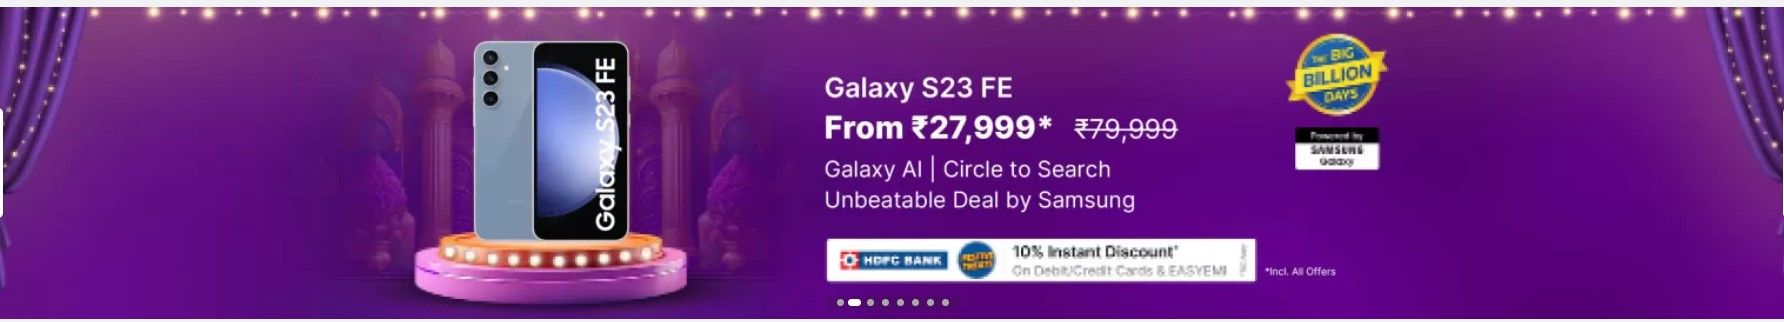 Galaxy S23 FE
Galaxy S23 FE
From ₹27,999* ₹79,999
Galaxy AI | Circle to Search
Unbeatable Deal by Samsung
HDFC BANK
FESTIVE TREATS
10% Instant Discount*
On Debit/Credit Cards & EASYEMI
*Incl. All Offers
THE BIG
BILLION
DAYS
Powered by
SAMSUNG
Galaxy